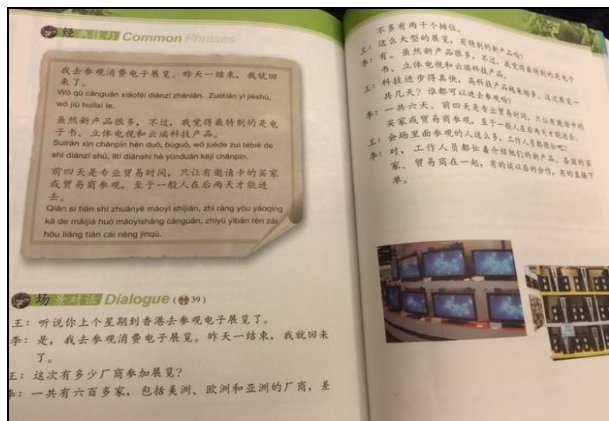 经典佳句 Common Phrases
我去参观消费电子展览。昨天一结束，我就回
来了。
Wǒ qù cānguān xiāofèi diànzǐ zhǎnlǎn. Zuótiān yì jiéshù,
wǒ jiù huílai le.
虽然新产品很多，不过，我觉得最特别的是电
子书、立体电视和云端科技产品。
Suīrán xīn chǎnpǐn hěn duō, búguò, wǒ juéde zuì tèbié de
shì diànzǐ shū, lìtǐ diànshì hè yúnduān kējì chǎnpǐn.
前四天是专业贸易时间，只让有邀请卡的买家
或贸易商参观，至于一般人在后两天才能进
去。
Qián sì tiān shì zhuānyè màoyì shíjiān, zhǐ ràng yǒu yāoqǐng
kǎ de mǎijiā huò màoyìshāng cānguān, zhìyú yìbān rén zài
hòu liǎng tiān cái néng jìnqù.
场景对话 Dialogue (39)
王：听说你上个星期到香港去参观电子展览了。
李：是，我去参观消费电子展览。昨天一结束，我就回来
了。
王：这次有多少厂商参加展览？
李：一共有六百多家，包括美洲、欧洲和亚洲的厂商，差
不多有两千个摊位。
王：这么大型的展览，有特别的新产品吗？
李：有。虽然新产品很多，不过，我觉得最特别的是电子
书、立体电视和云端科技产品。
王：科技进步得真快，高科技产品越来越多。这次展览一
共几天？谁都可以进去参观吗？
李：一共六天。前四天是专业贸易时间，只让有邀请卡的
买家或贸易商参观，至于一般人在后两天才能进去。
王：会场里面参观的人这么多，工作人员都很忙吧？
李：对，工作人员都忙着介绍他们的新产品。各国的买
家、贸易商在一起，有的谈以后的合作，有的直接下
单。